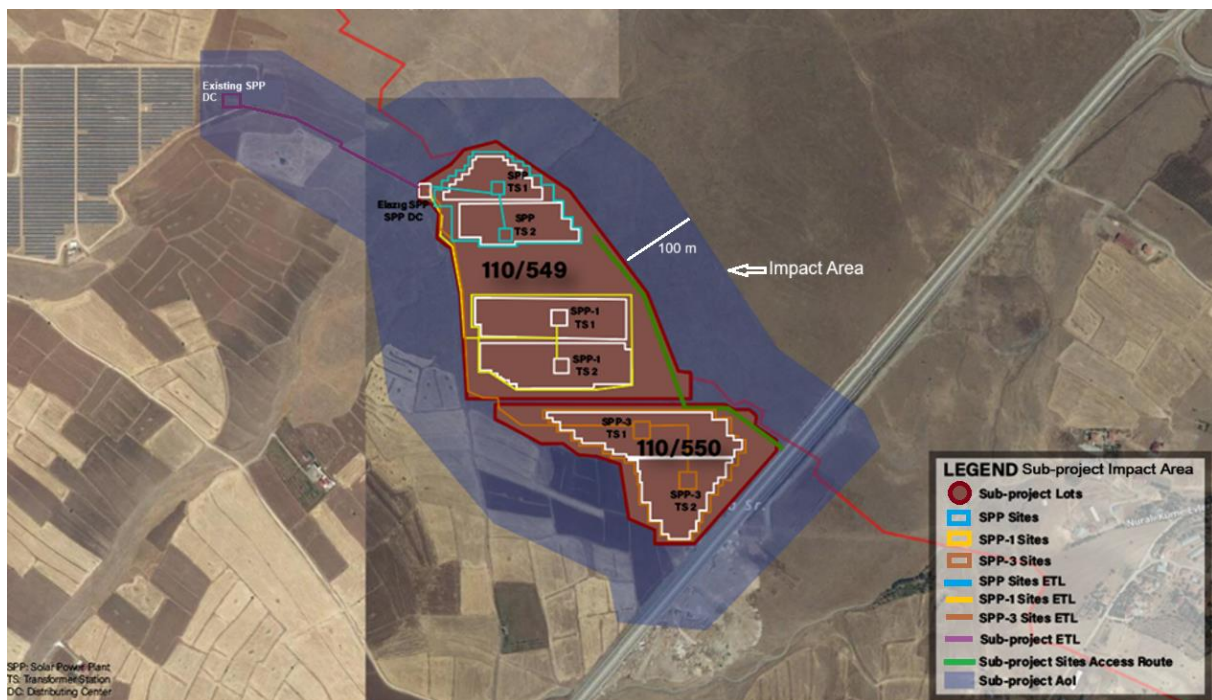 Existing SPP
DC
SPP
TS 1
Elazıg SPP
SPP DC
SPP
TS 2
100 m
110/549
Impact Area
SPP-1
TS 1
SPP-1
TS 2
SPP-3
TS 1
110/550
SPP-3
TS 2
Sr.
LEGEND Sub-project Impact Area
Sub-project Lots
SPP Sites
SPP-1 Sites
SPP-3 Sites
SPP Sites ETL
SPP-1 Sites ETL
SPP-3 Sites ETL
Sub-project ETL
Sub-project Sites Access Route
Sub-project AoI
SPP: Solar Power Plant
TS: Transformer Station
DC: Distributing Center